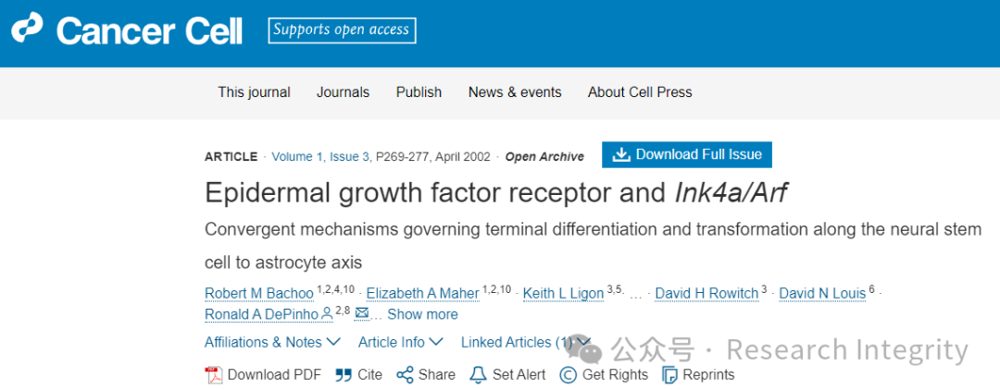 Cancer Cell Supports open access
This journal Journals Publish News & events About Cell Press
ARTICLE · Volume 1, Issue 3, P269-277, April 2002 · Open Archive Download Full Issue
Epidermal growth factor receptor and Ink4a/Arf
Convergent mechanisms governing terminal differentiation and transformation along the neural stem
cell to astrocyte axis
Robert M Bachoo 1,2,4,10 · Elizabeth A Maher 1,2,10 · Keith L Ligon 3,5 · … · David H Rowitch 3 · David N Louis 6 ·
Ronald A DePinho 2,8 … Show more
Affiliations & Notes Article Info Linked Articles (1)
公众号 · Research Integrity
Download PDF Cite Share Set Alert Get Rights Reprints